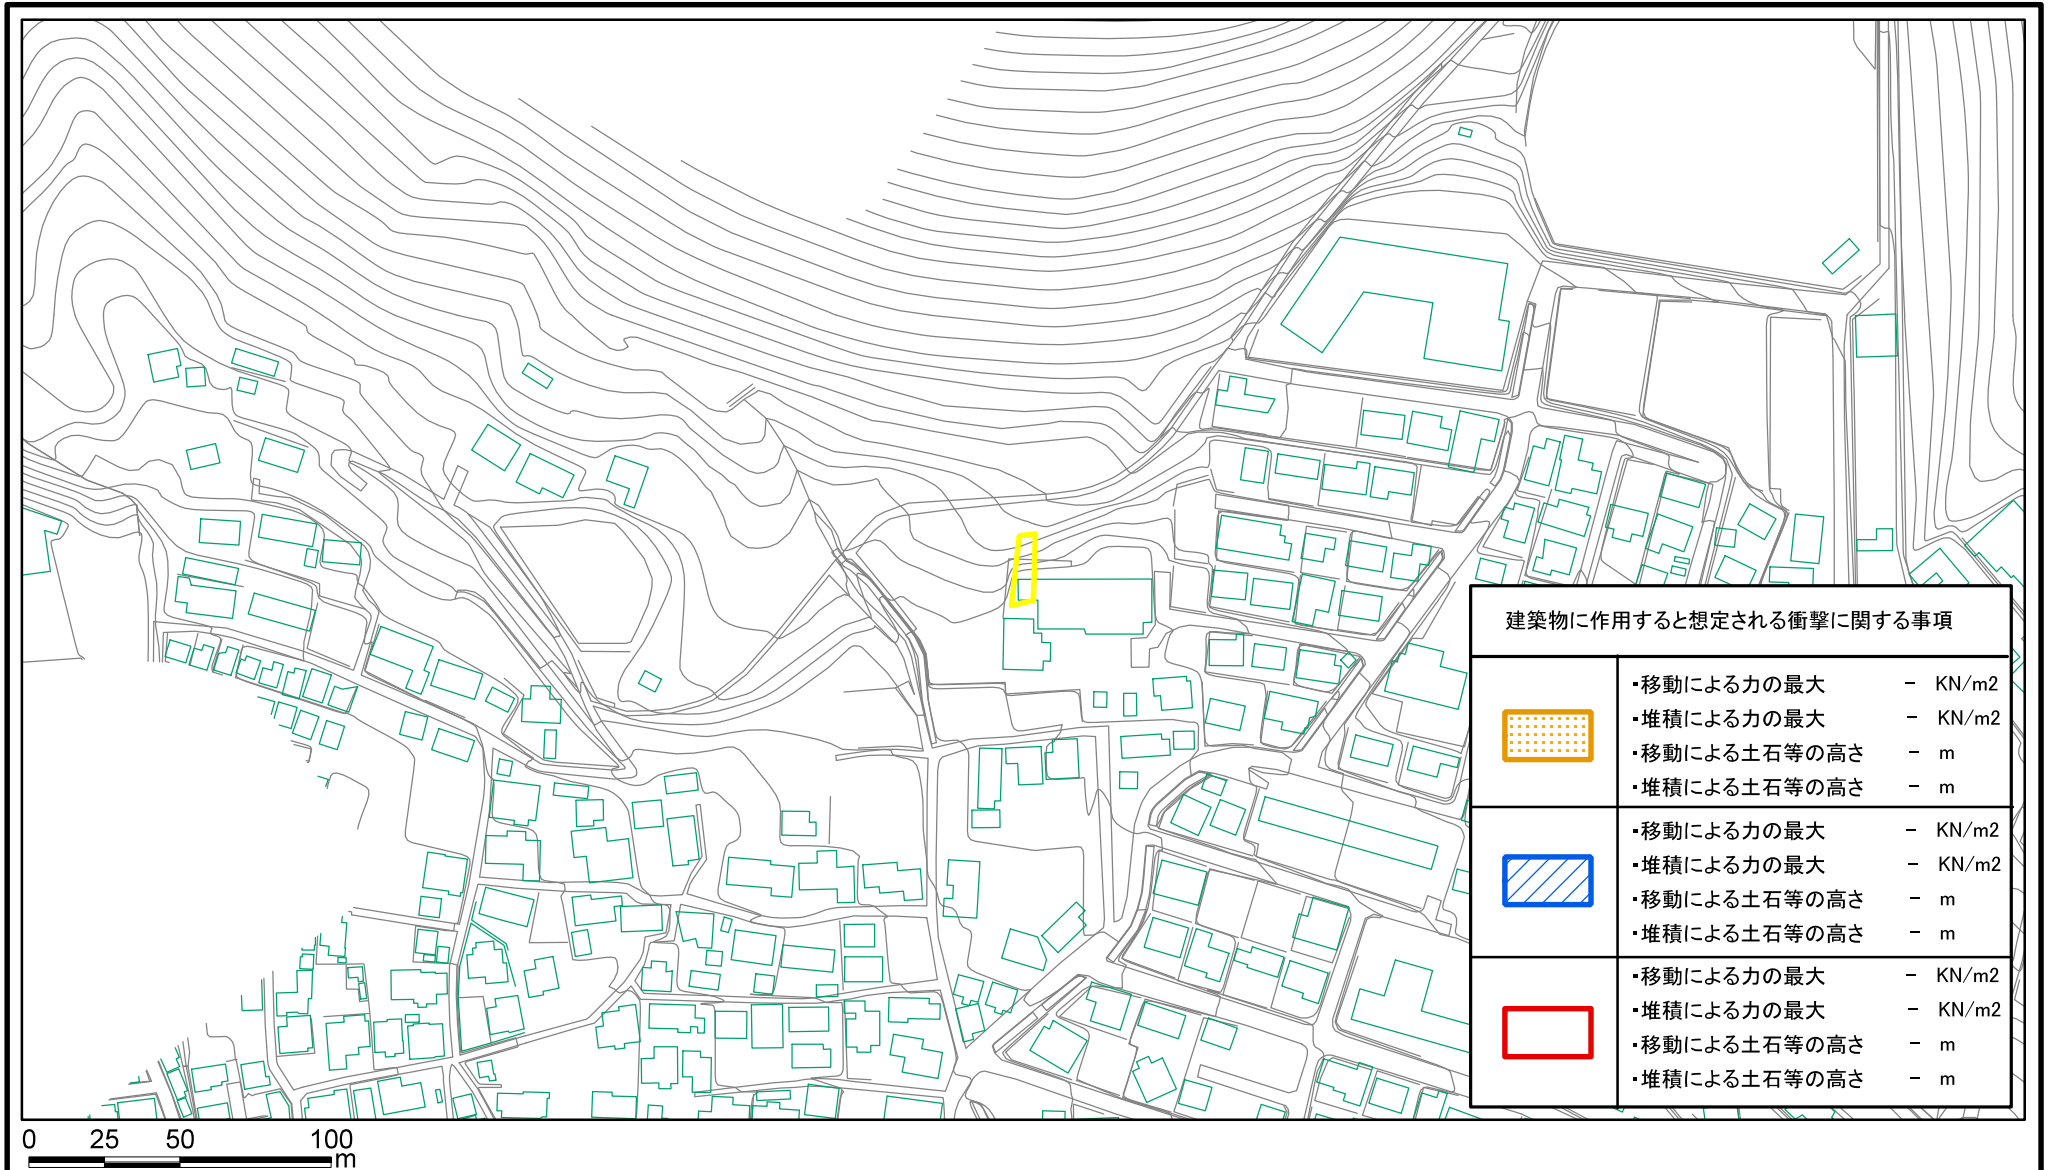 建築物に作用すると想定される衝撃に関する事項
・移動による力の最大 － KN/m2
・堆積による力の最大 － KN/m2
・移動による土石等の高さ － m
・堆積による土石等の高さ － m
・移動による力の最大 － KN/m2
・堆積による力の最大 － KN/m2
・移動による土石等の高さ － m
・堆積による土石等の高さ － m
・移動による力の最大 － KN/m2
・堆積による力の最大 － KN/m2
・移動による土石等の高さ － m
・堆積による土石等の高さ － m
0 25 50 100
m